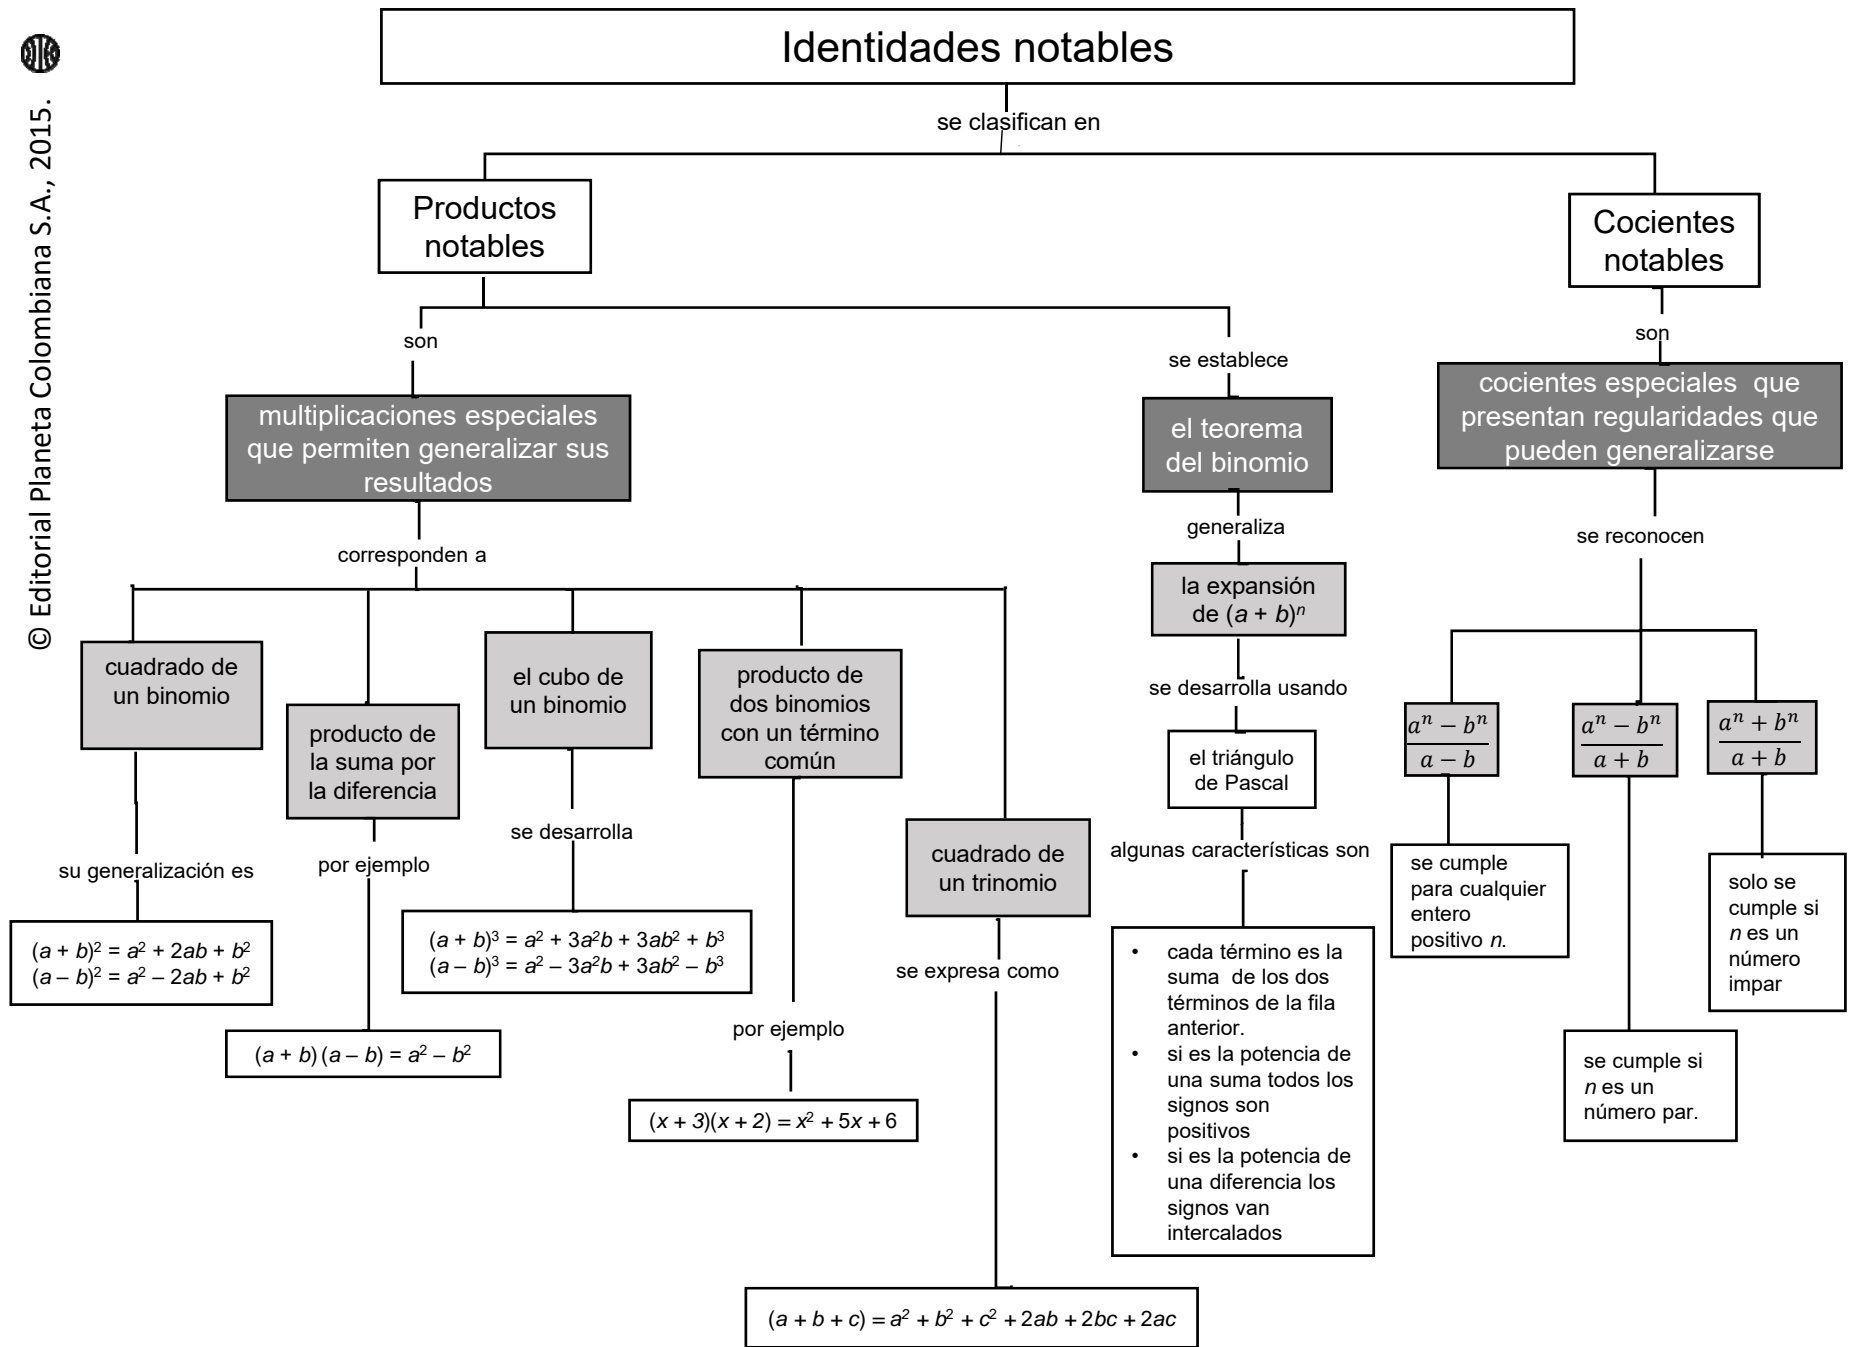 Identidades notables
© Editorial Planeta Colombiana S.A., 2015.
se clasifican en
Productos
notables
Cocientes
notables
son
se establece
son
multiplicaciones especiales
que permiten generalizar sus
resultados
el teorema
del binomio
cocientes especiales que
presentan regularidades que
pueden generalizarse
corresponden a
generaliza
se reconocen
la expansión
de (a + b)ⁿ
cuadrado de
un binomio
producto de
la suma por
la diferencia
el cubo de
un binomio
producto de
dos binomios
con un término
común
cuadrado de
un trinomio
se desarrolla usando
el triángulo
de Pascal
aⁿ − bⁿ
a − b
aⁿ − bⁿ
a + b
aⁿ + bⁿ
a + b
su generalización es
por ejemplo
se desarrolla
algunas características son
(a + b)² = a² + 2ab + b²
(a – b)² = a² – 2ab + b²
(a + b) (a – b) = a² – b²
(a + b)³ = a² + 3a²b + 3ab² + b³
(a – b)³ = a² – 3a²b + 3ab² – b³
por ejemplo
(x + 3)(x + 2) = x² + 5x + 6
se expresa como
(a + b + c) = a² + b² + c² + 2ab + 2bc + 2ac
• cada término es la
suma de los dos
términos de la fila
anterior.
• si es la potencia de
una suma todos los
signos son
positivos
• si es la potencia de
una diferencia los
signos van
intercalados
se cumple
para cualquier
entero
positivo n.
se cumple si
n es un
número par.
solo se
cumple si
n es un
número
impar